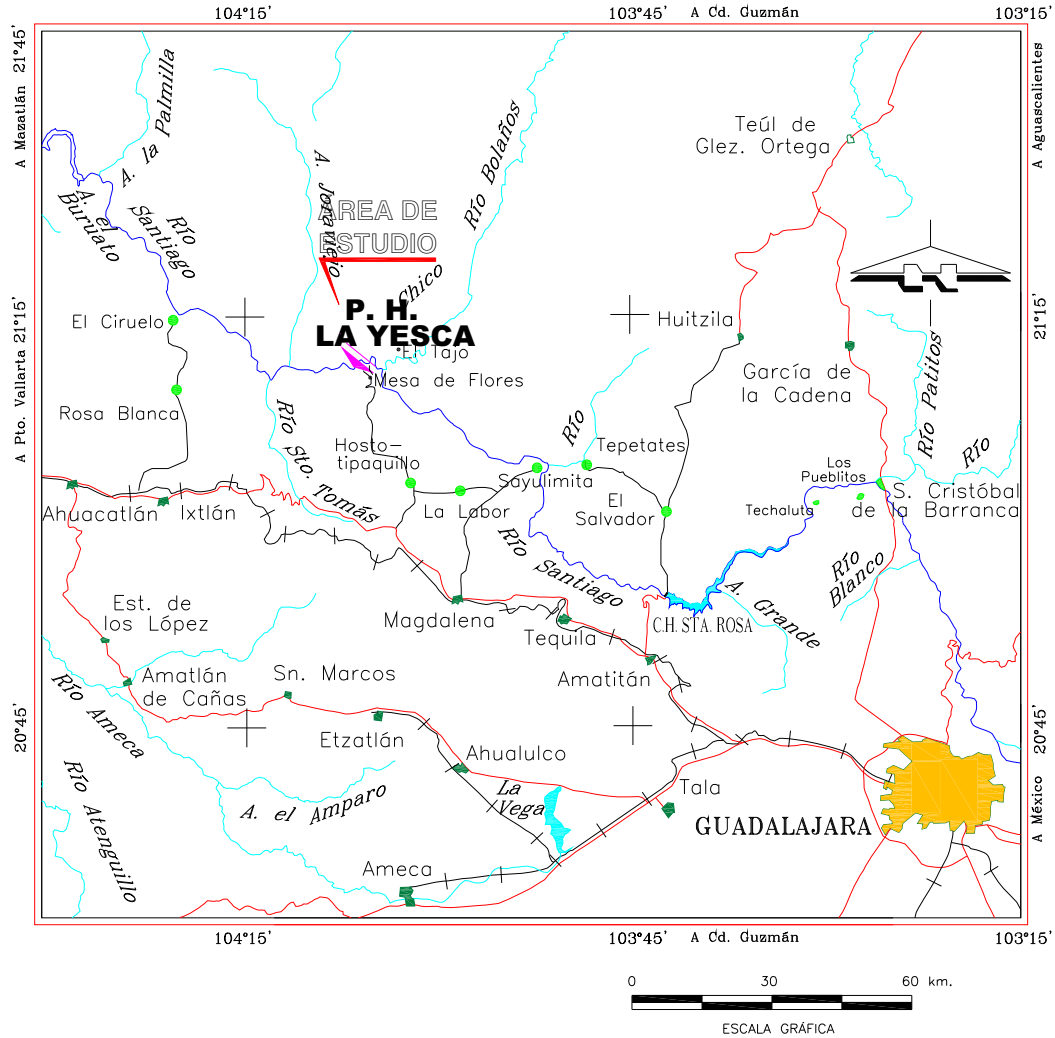 104°15'
103°45'
A Cd. Guzmán
103°15'
21°45'
A Mazatlán
A Aguascalientes
A. la Palmilla
A. Jora viejo
Río Bolaños
Teúl de
Glez. Ortega
A. el
Buruato
Río
Santiago
AREA DE
ESTUDIO
Chico
P. H.
LA YESCA
El Tajo
Mesa de Flores
El Ciruelo
Rosa Blanca
21°15'
A Pto. Vallarta
21°15'
Huitzila
García de
la Cadena
Río Patitos
Río Sto. Tomás
Hosto-
tipaquillo
Río
Tepetates
Sayulimita
La Labor
El
Salvador
Los
Pueblitos
Techaluta
Río
S. Cristóbal
de la Barranca
Ahuacatlán
Ixtlán
Río Santiago
Río
Blanco
A. Grande
Est. de
los López
Magdalena
Tequila
C.H. STA. ROSA
Amatitán
Amatlán
de Cañas
Sn. Marcos
Río Ameca
Etzatlán
Ahualulco
20°45'
20°45'
Río Atenguillo
A. el Amparo
La
Vega
Tala
GUADALAJARA
A México
Ameca
104°15'
103°45'
A Cd. Guzmán
103°15'
0 30 60 km.
ESCALA GRÁFICA